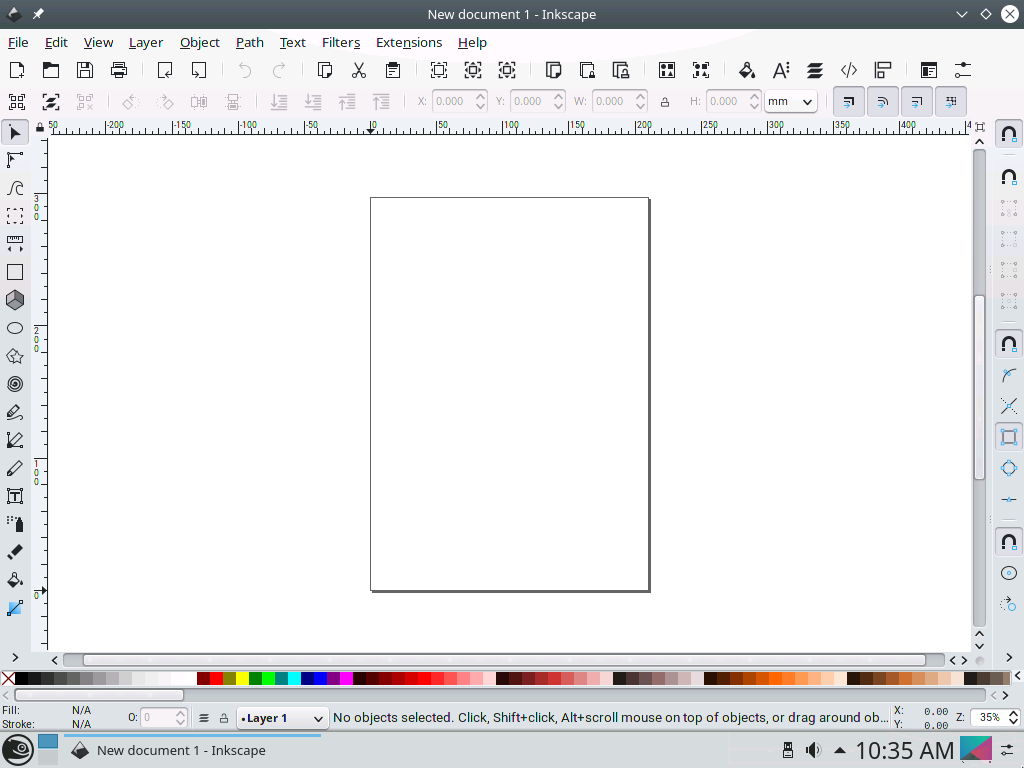 New document 1 - Inkscape
File Edit View Layer Object Path Text Filters Extensions Help
X: 0.000 Y: 0.000 W: 0.000 H: 0.000 mm
50 -200 -150 -100 -50 0 50 100 150 200 250 300 350 400 4
300
200
100
0
Fill: N/A
Stroke: N/A
O: 0
•Layer 1
No objects selected. Click, Shift+click, Alt+scroll mouse on top of objects, or drag around ob...
X: 0.00
Y: 0.00
Z: 35%
New document 1 - Inkscape
10:35 AM